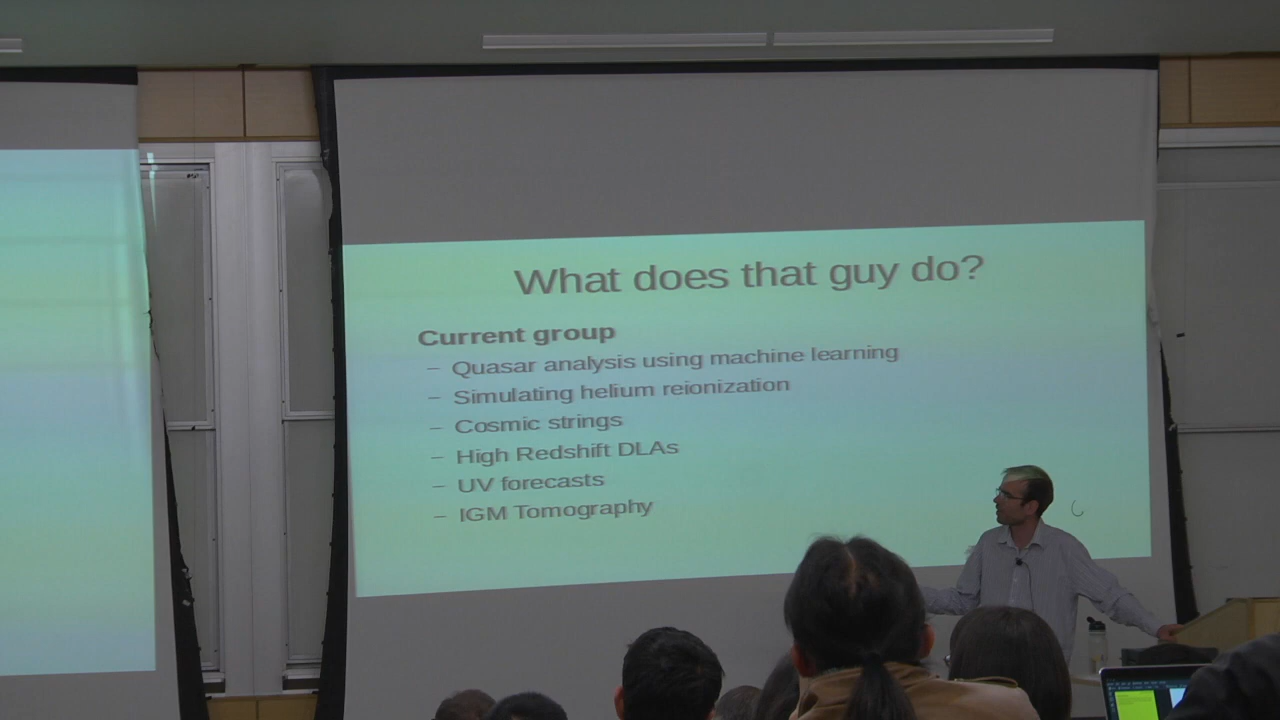 What does that guy do?
Current group
– Quasar analysis using machine learning
– Simulating helium reionization
– Cosmic strings
– High Redshift DLAs
– UV forecasts
– IGM Tomography